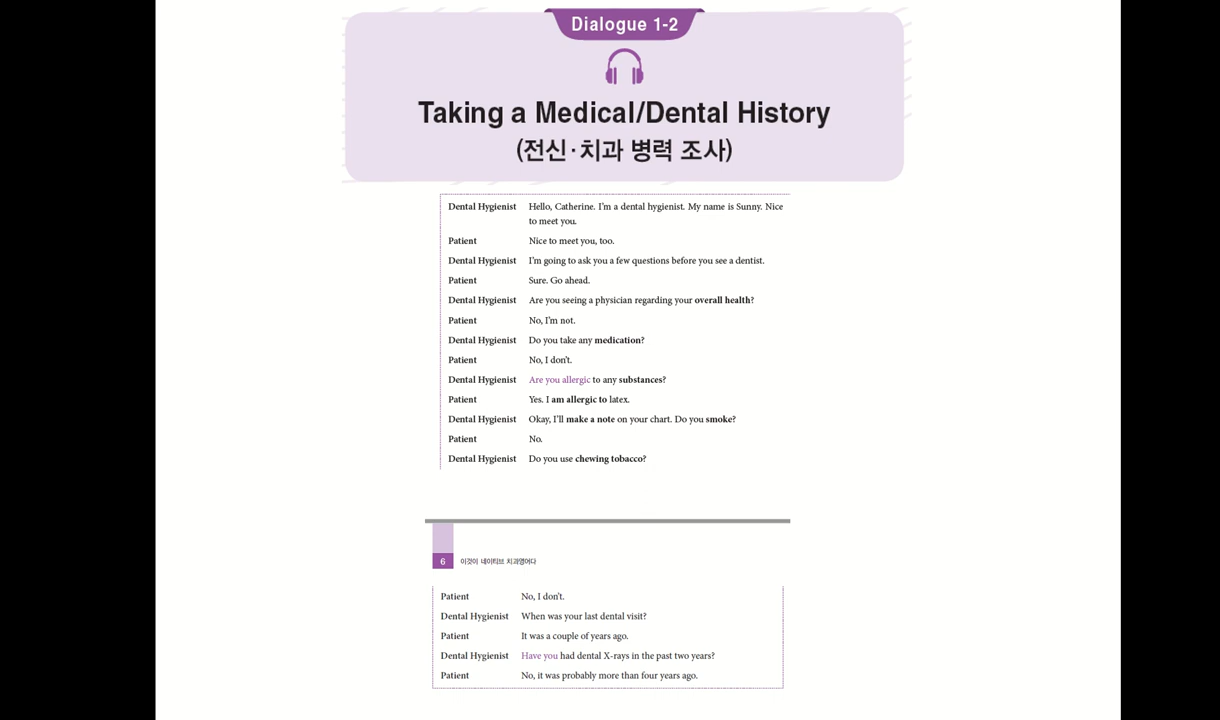 Dialogue 1-2
Taking a Medical/Dental History
(전신·치과 병력 조사)
Dental Hygienist Hello, Catherine. I'm a dental hygienist. My name is Sunny. Nice
to meet you.
Patient Nice to meet you, too.
Dental Hygienist I'm going to ask you a few questions before you see a dentist.
Patient Sure. Go ahead.
Dental Hygienist Are you seeing a physician regarding your overall health?
Patient No, I'm not.
Dental Hygienist Do you take any medication?
Patient No, I don't.
Dental Hygienist Are you allergic to any substances?
Patient Yes. I am allergic to latex.
Dental Hygienist Okay, I'll make a note on your chart. Do you smoke?
Patient No.
Dental Hygienist Do you use chewing tobacco?
6 이것이 네이티브 치과영어다
Patient No, I don't.
Dental Hygienist When was your last dental visit?
Patient It was a couple of years ago.
Dental Hygienist Have you had dental X-rays in the past two years?
Patient No, it was probably more than four years ago.